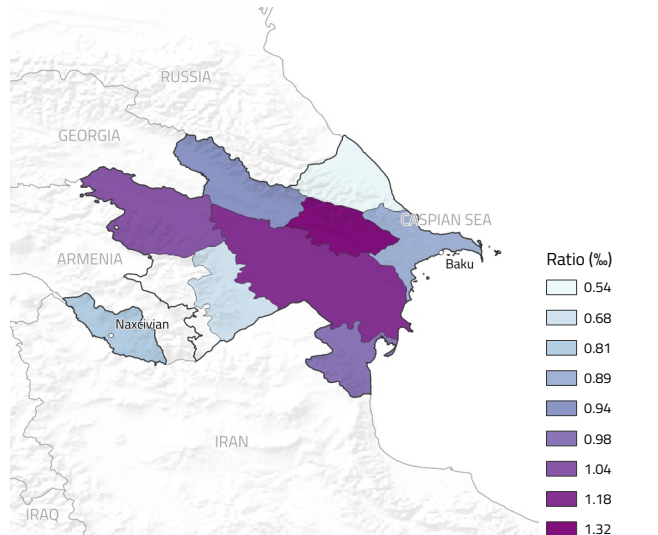 RUSSIA
GEORGIA
CASPIAN SEA
ARMENIA
Baku
Naxcivian
IRAN
IRAQ
Ratio (‰)
0.54
0.68
0.81
0.89
0.94
0.98
1.04
1.18
1.32